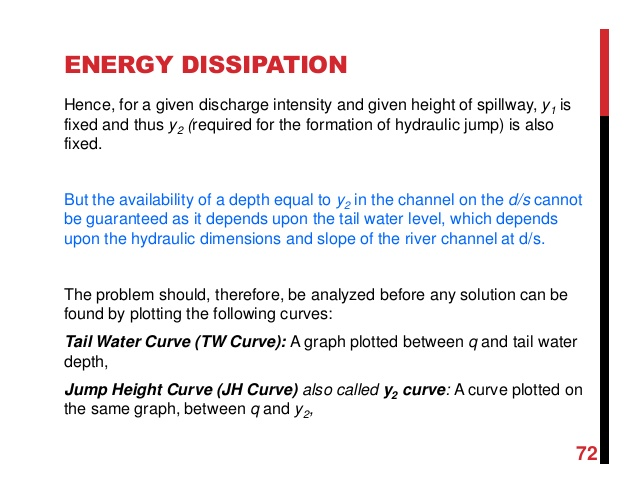 ENERGY DISSIPATION
Hence, for a given discharge intensity and given height of spillway, y1 is
fixed and thus y2 (required for the formation of hydraulic jump) is also
fixed.
But the availability of a depth equal to y2 in the channel on the d/s cannot
be guaranteed as it depends upon the tail water level, which depends
upon the hydraulic dimensions and slope of the river channel at d/s.
The problem should, therefore, be analyzed before any solution can be
found by plotting the following curves:
Tail Water Curve (TW Curve): A graph plotted between q and tail water
depth,
Jump Height Curve (JH Curve) also called y2 curve: A curve plotted on
the same graph, between q and y2,
72